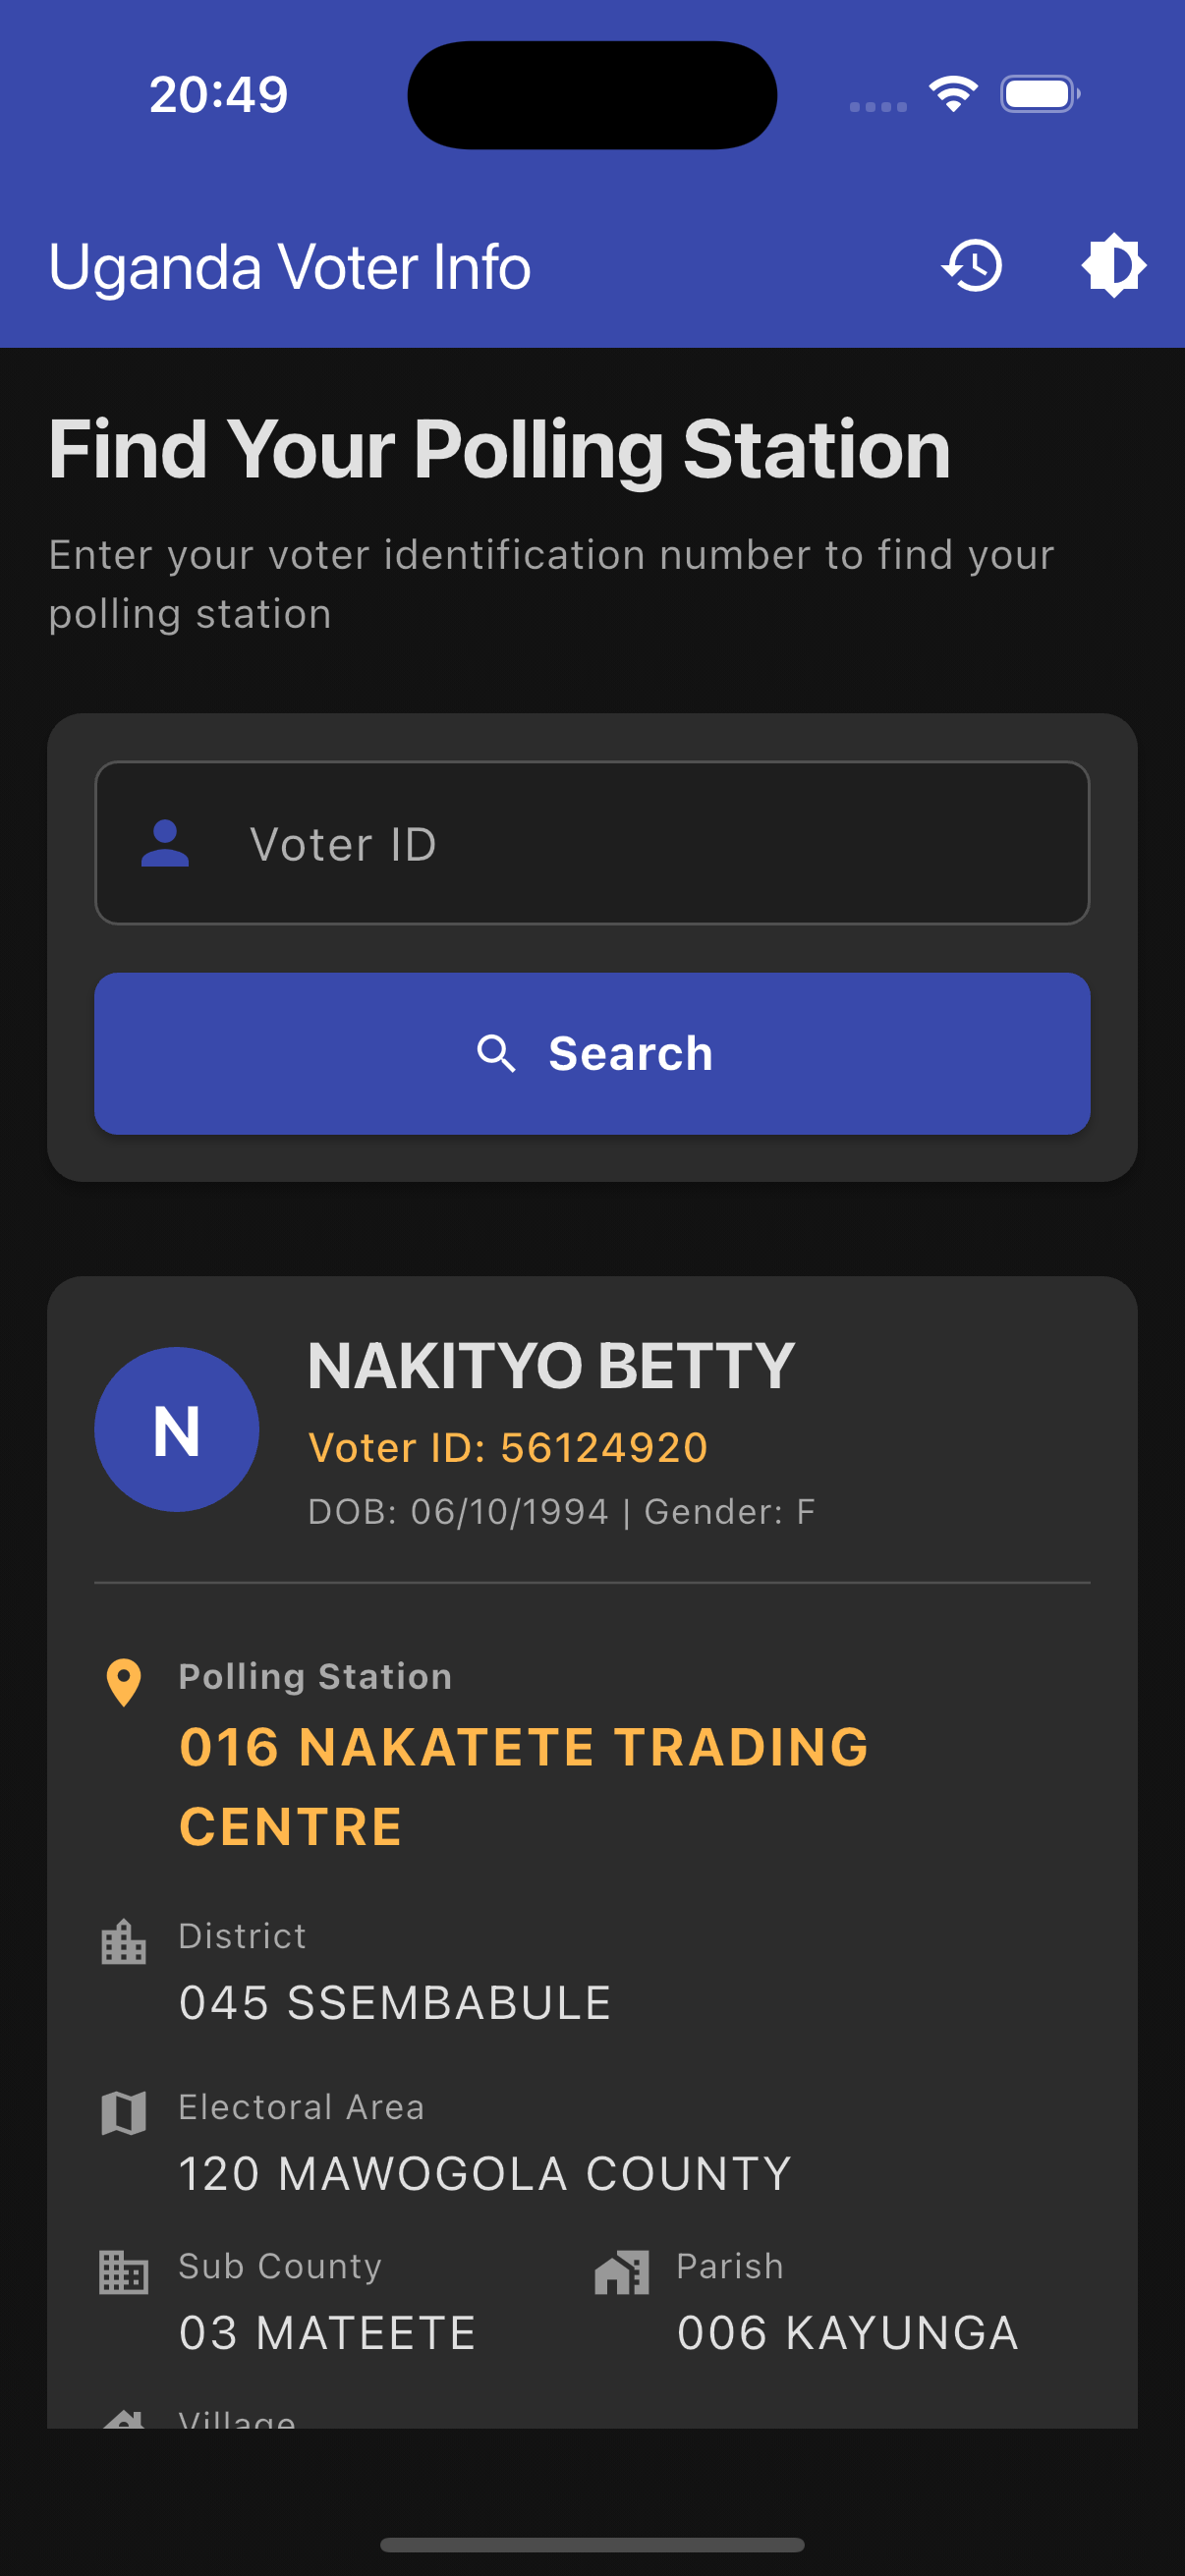 20:49
Uganda Voter Info
Find Your Polling Station
Enter your voter identification number to find your
polling station
Voter ID
Search
N
NAKITYO BETTY
Voter ID: 56124920
DOB: 06/10/1994 | Gender: F
Polling Station
016 NAKATETE TRADING
CENTRE
District
045 SSEMBABULE
Electoral Area
120 MAWOGOLA COUNTY
Sub County
Parish
03 MATEETE
006 KAYUNGA
Village